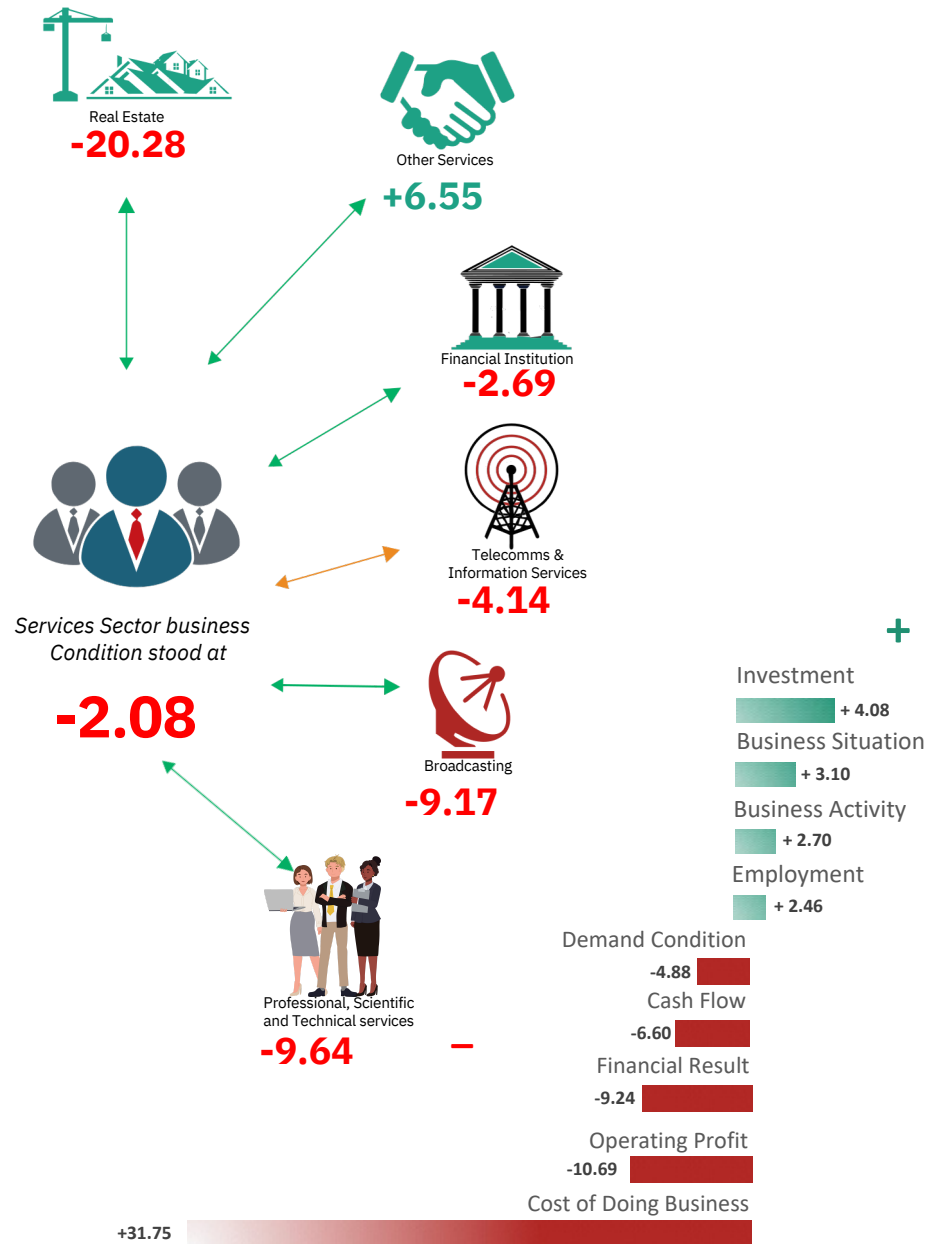 Real Estate
-20.28
Other Services
+6.55
Financial Institution
-2.69
Telecomms &
Information Services
-4.14
Services Sector business
Condition stood at
-2.08
Broadcasting
-9.17
Professional, Scientific
and Technical services
-9.64
+
Investment
+ 4.08
Business Situation
+ 3.10
Business Activity
+ 2.70
Employment
+ 2.46
–
Demand Condition
-4.88
Cash Flow
-6.60
Financial Result
-9.24
Operating Profit
-10.69
Cost of Doing Business
+31.75